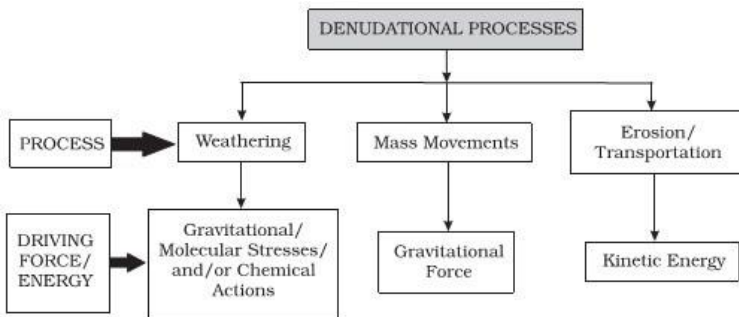 DENUDATIONAL PROCESSES
PROCESS
Weathering
Mass Movements
Erosion/
Transportation
DRIVING
FORCE/
ENERGY
Gravitational/
Molecular Stresses/
and/or Chemical
Actions
Gravitational
Force
Kinetic Energy